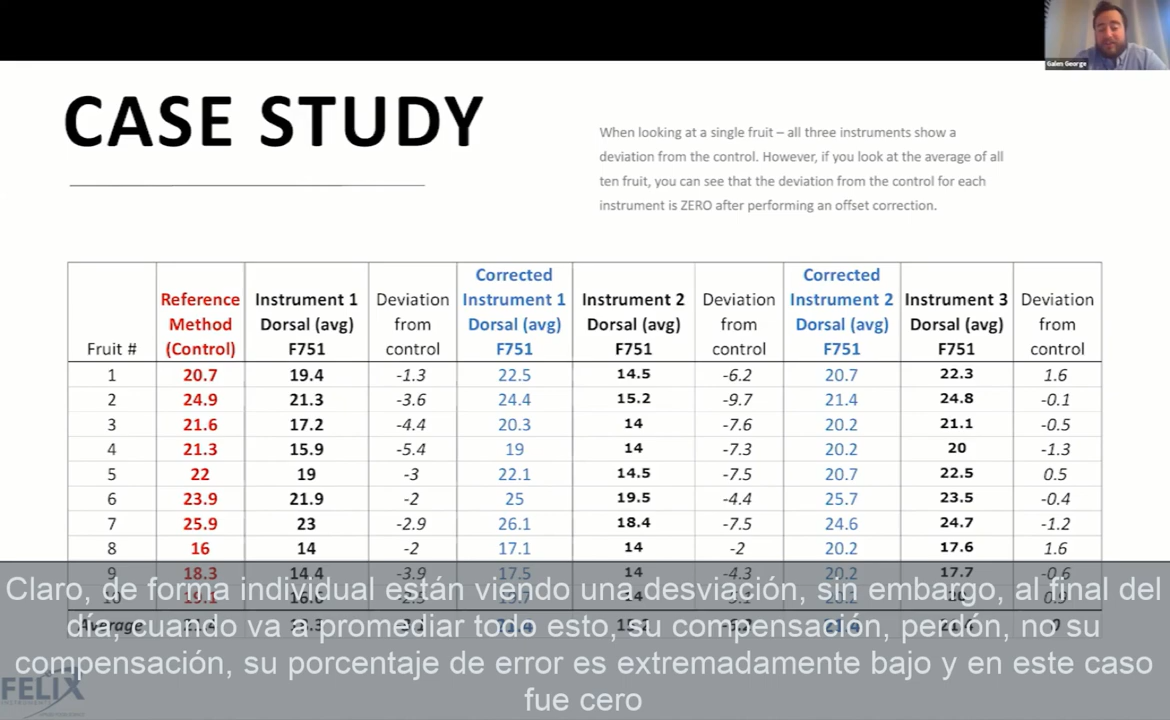 Galen George
CASE STUDY
When looking at a single fruit – all three instruments show a
deviation from the control. However, if you look at the average of all
ten fruit, you can see that the deviation from the control for each
instrument is ZERO after performing an offset correction.
Fruit # Reference Method (Control) Instrument 1 Dorsal (avg) F751 Deviation from control Corrected Instrument 1 Dorsal (avg) F751 Instrument 2 Dorsal (avg) F751 Deviation from control Corrected Instrument 2 Dorsal (avg) F751 Instrument 3 Dorsal (avg) F751 Deviation from control
1 20.7 19.4 -1.3 22.5 14.5 -6.2 20.7 22.3 1.6
2 24.9 21.3 -3.6 24.4 15.2 -9.7 21.4 24.8 -0.1
3 21.6 17.2 -4.4 20.3 14 -7.6 20.2 21.1 -0.5
4 21.3 15.9 -5.4 19 14 -7.3 20.2 20 -1.3
5 22 19 -3 22.1 14.5 -7.5 20.7 22.5 0.5
6 23.9 21.9 -2 25 19.5 -4.4 25.7 23.5 -0.4
7 25.9 23 -2.9 26.1 18.4 -7.5 24.6 24.7 -1.2
8 16 14 -2 17.1 14 -2 20.2 17.6 1.6
9 18.3 14.4 -3.9 17.5 14 -4.3 20.2 17.7 -0.6
10 19.1 14
Average
Claro, de forma individual están viendo una desviación, sin embargo, al final del
día, cuando va a promediar todo esto, su compensación, perdón, no su
compensación, su porcentaje de error es extremadamente bajo y en este caso
fue cero
FELIX
INSTRUMENTS